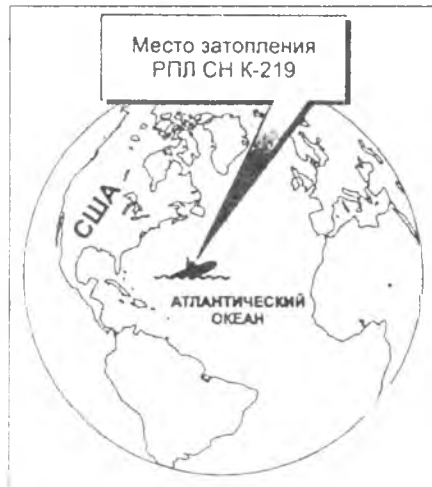 Место затопления
РПЛ СН К-219
США
АТЛАНТИЧЕСКИЙ
ОКЕАН